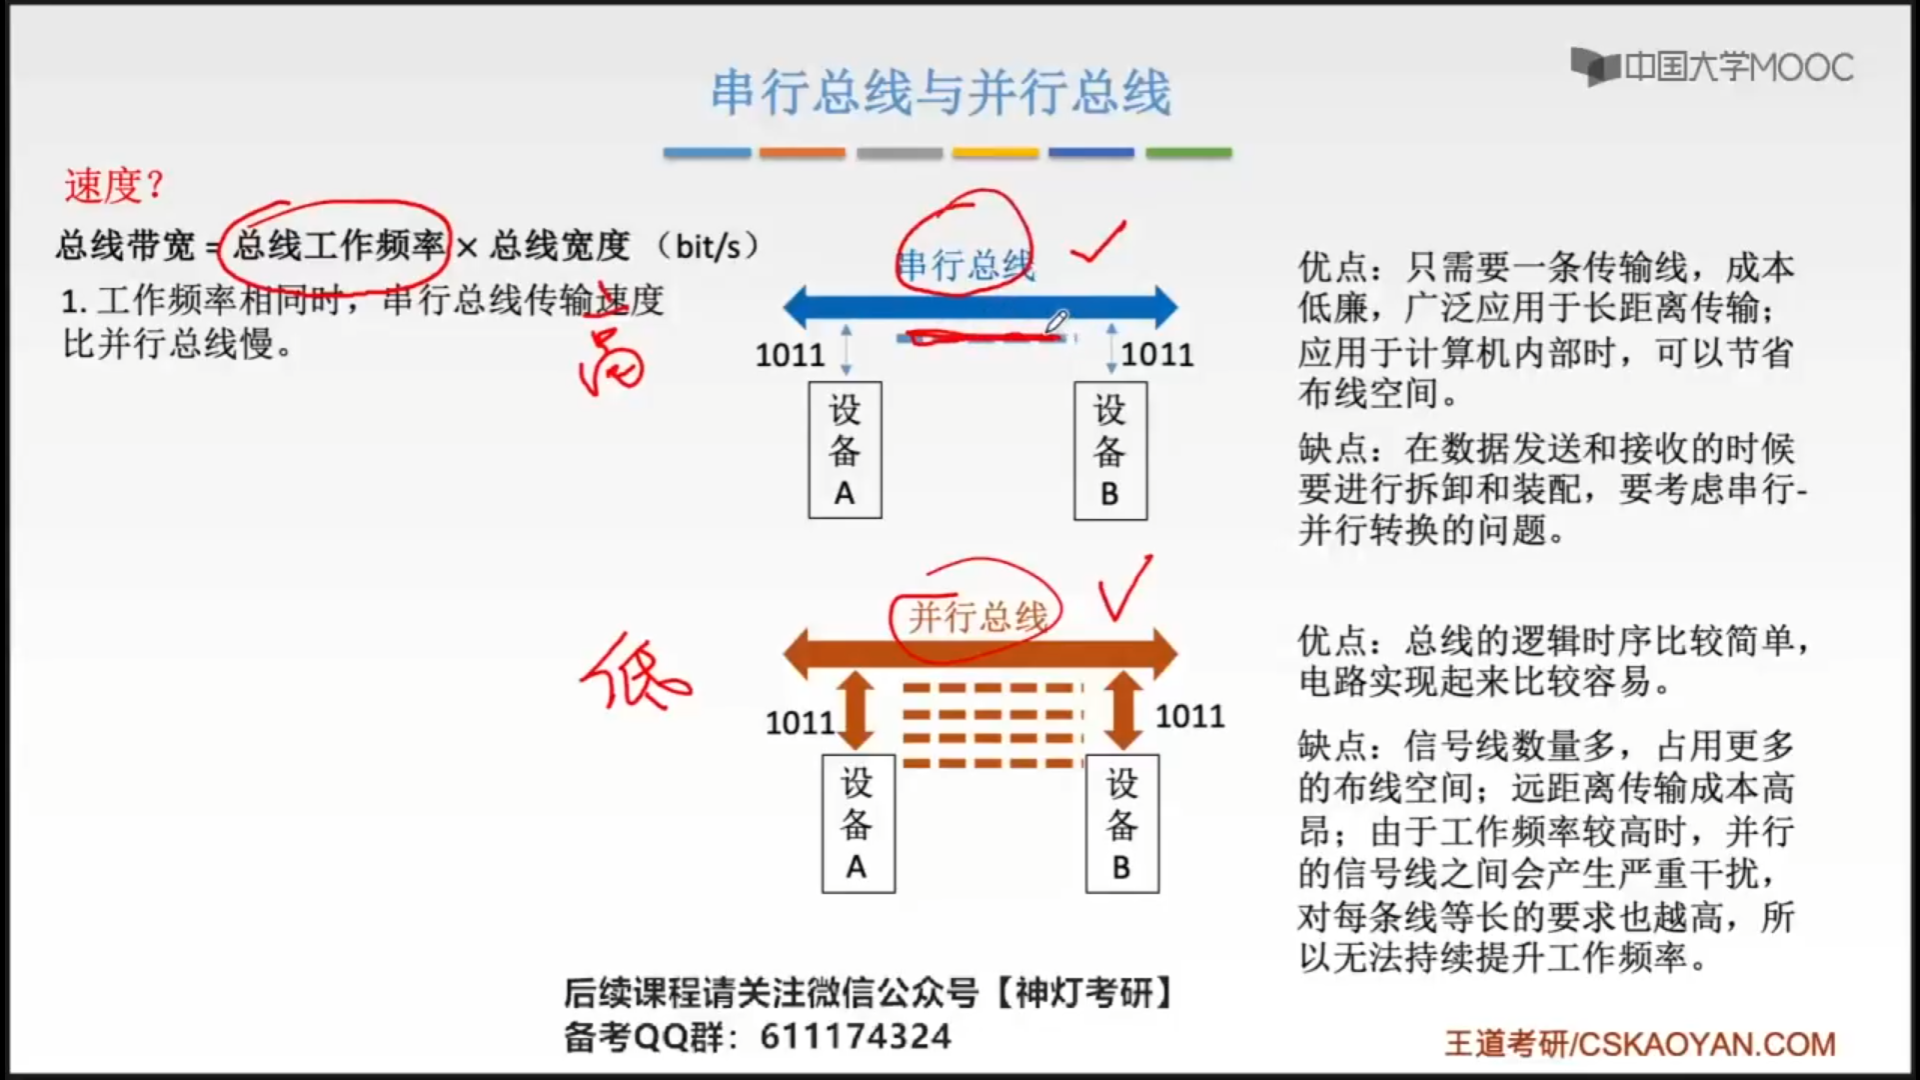 中国大学MOOC
串行总线与并行总线
速度?
总线带宽 = 总线工作频率 × 总线宽度 （bit/s）
1. 工作频率相同时，串行总线传输速度
比并行总线慢。
高
低
串行总线
1011
1011
设备A
设备B
优点：只需要一条传输线，成本
低廉，广泛应用于长距离传输；
应用于计算机内部时，可以节省
布线空间。
缺点：在数据发送和接收的时候
要进行拆卸和装配，要考虑串行-
并行转换的问题。
并行总线
1011
1011
设备A
设备B
优点：总线的逻辑时序比较简单，
电路实现起来比较容易。
缺点：信号线数量多，占用更多
的布线空间；远距离传输成本高
昂；由于工作频率较高时，并行
的信号线之间会产生严重干扰，
对每条线等长的要求也越高，所
以无法持续提升工作频率。
后续课程请关注微信公众号【神灯考研】
备考QQ群：611174324
王道考研/CSKAOYAN.COM